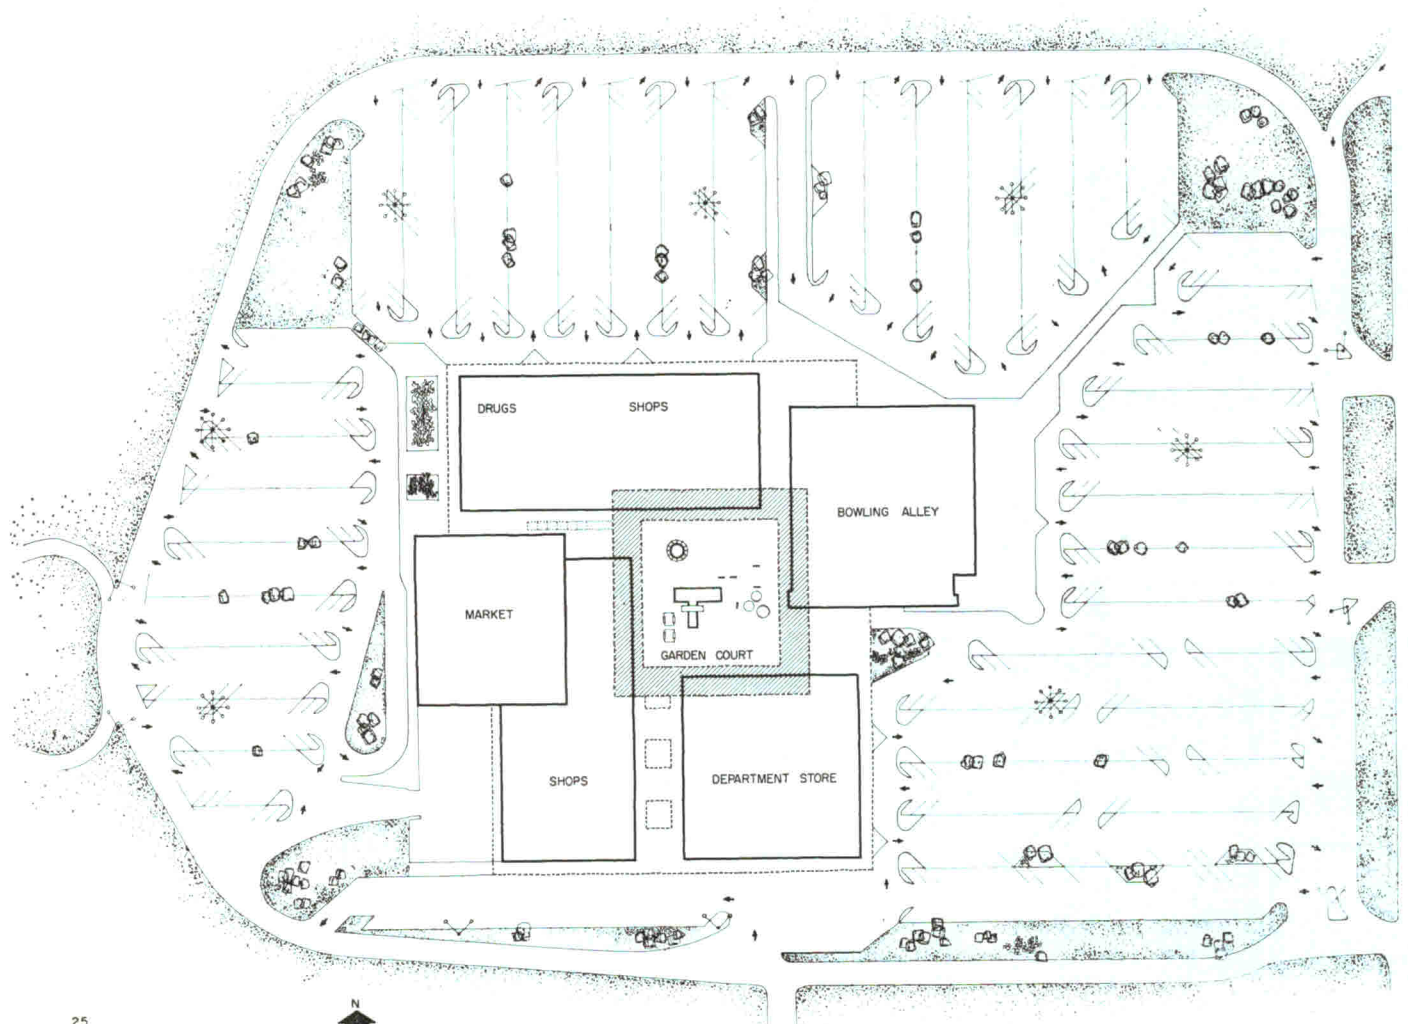 DRUGS SHOPS
BOWLING ALLEY
MARKET
GARDEN COURT
SHOPS
DEPARTMENT STORE
N
25